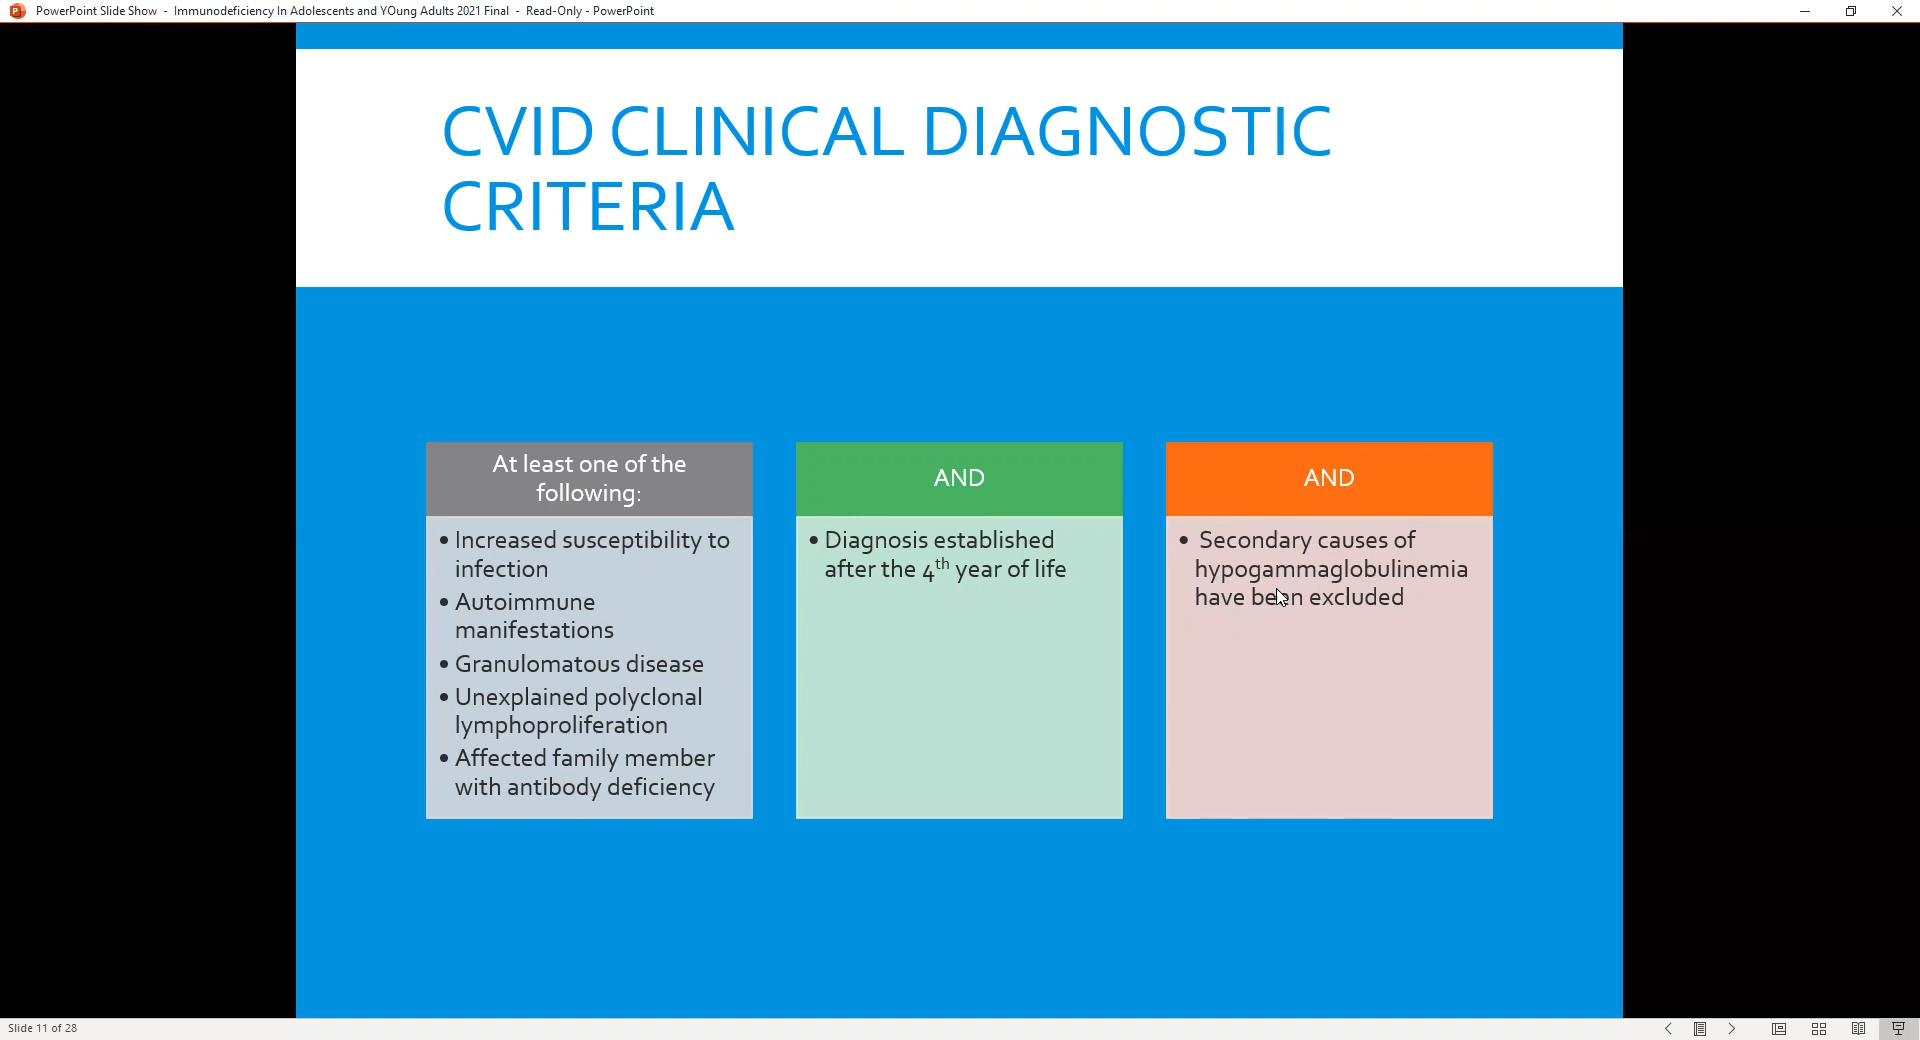 PowerPoint Slide Show - Immunodeficiency In Adolescents and YOung Adults 2021 Final - Read-Only - PowerPoint
CVID CLINICAL DIAGNOSTIC
CRITERIA
At least one of the
following:
• Increased susceptibility to
infection
• Autoimmune
manifestations
• Granulomatous disease
• Unexplained polyclonal
lymphoproliferation
• Affected family member
with antibody deficiency
AND
• Diagnosis established
after the 4th year of life
AND
• Secondary causes of
hypogammaglobulinemia
have been excluded
Slide 11 of 28